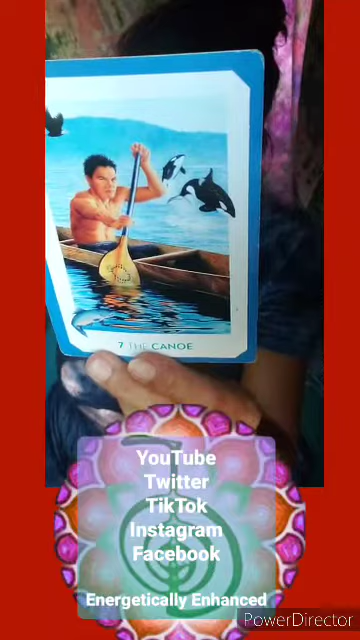 7 THE CANOE
YouTube
Twitter
TikTok
Instagram
Facebook
Energetically Enhanced
PowerDirector